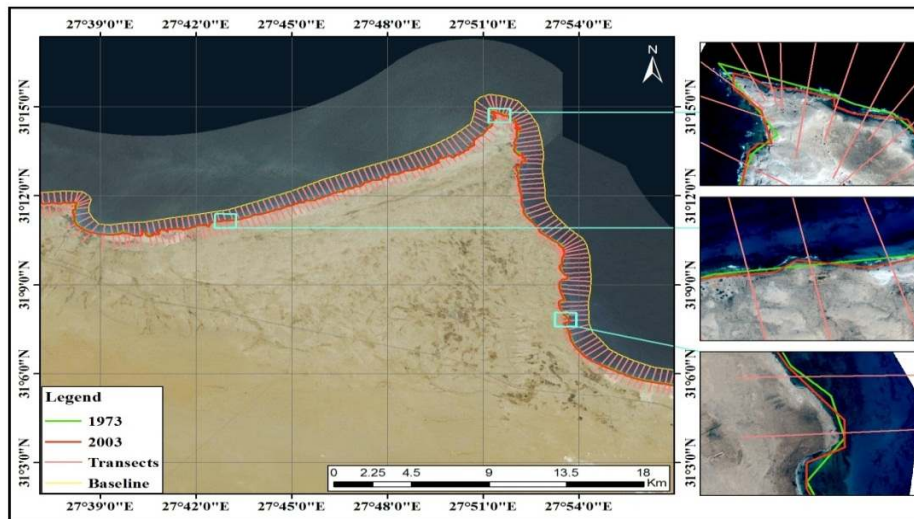 27°39'0"E 27°42'0"E 27°45'0"E 27°48'0"E 27°51'0"E 27°54'0"E
N
31°15'0"N 31°15'0"N
31°12'0"N 31°12'0"N
31°9'0"N 31°9'0"N
31°6'0"N 31°6'0"N
31°3'0"N 31°3'0"N
Legend
1973
2003
Transects
Baseline
0 2.25 4.5 9 13.5 18
Km
27°39'0"E 27°42'0"E 27°45'0"E 27°48'0"E 27°51'0"E 27°54'0"E